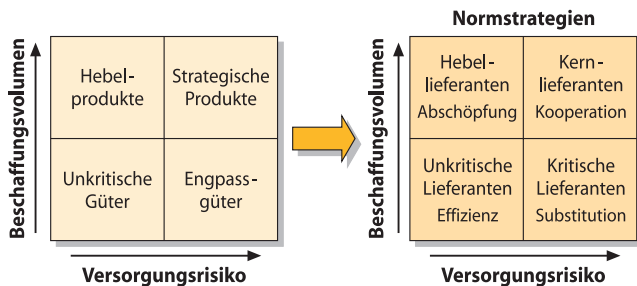 Normstrategien
Beschaffungsvolumen
Hebel-
produkte
Strategische
Produkte
Unkritische
Güter
Engpass-
güter
Versorgungsrisiko
Beschaffungsvolumen
Hebel-
lieferanten
Abschöpfung
Kern-
lieferanten
Kooperation
Unkritische
Lieferanten
Effizienz
Kritische
Lieferanten
Substitution
Versorgungsrisiko